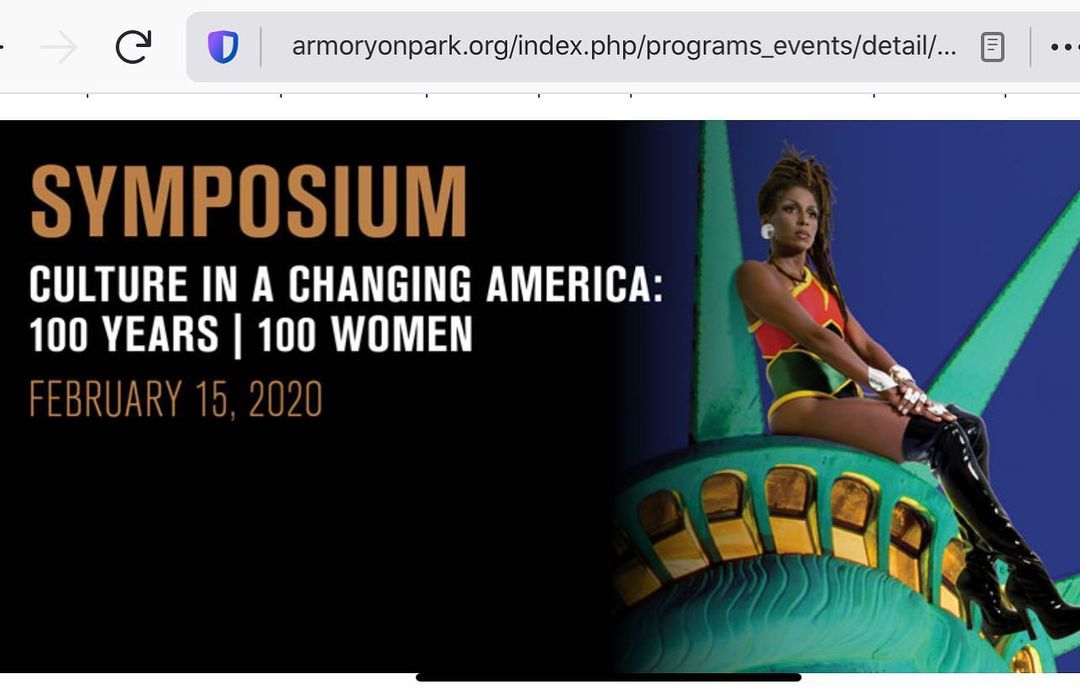 armoryonpark.org/index.php/programs_events/detail/...
SYMPOSIUM
CULTURE IN A CHANGING AMERICA:
100 YEARS | 100 WOMEN
FEBRUARY 15, 2020